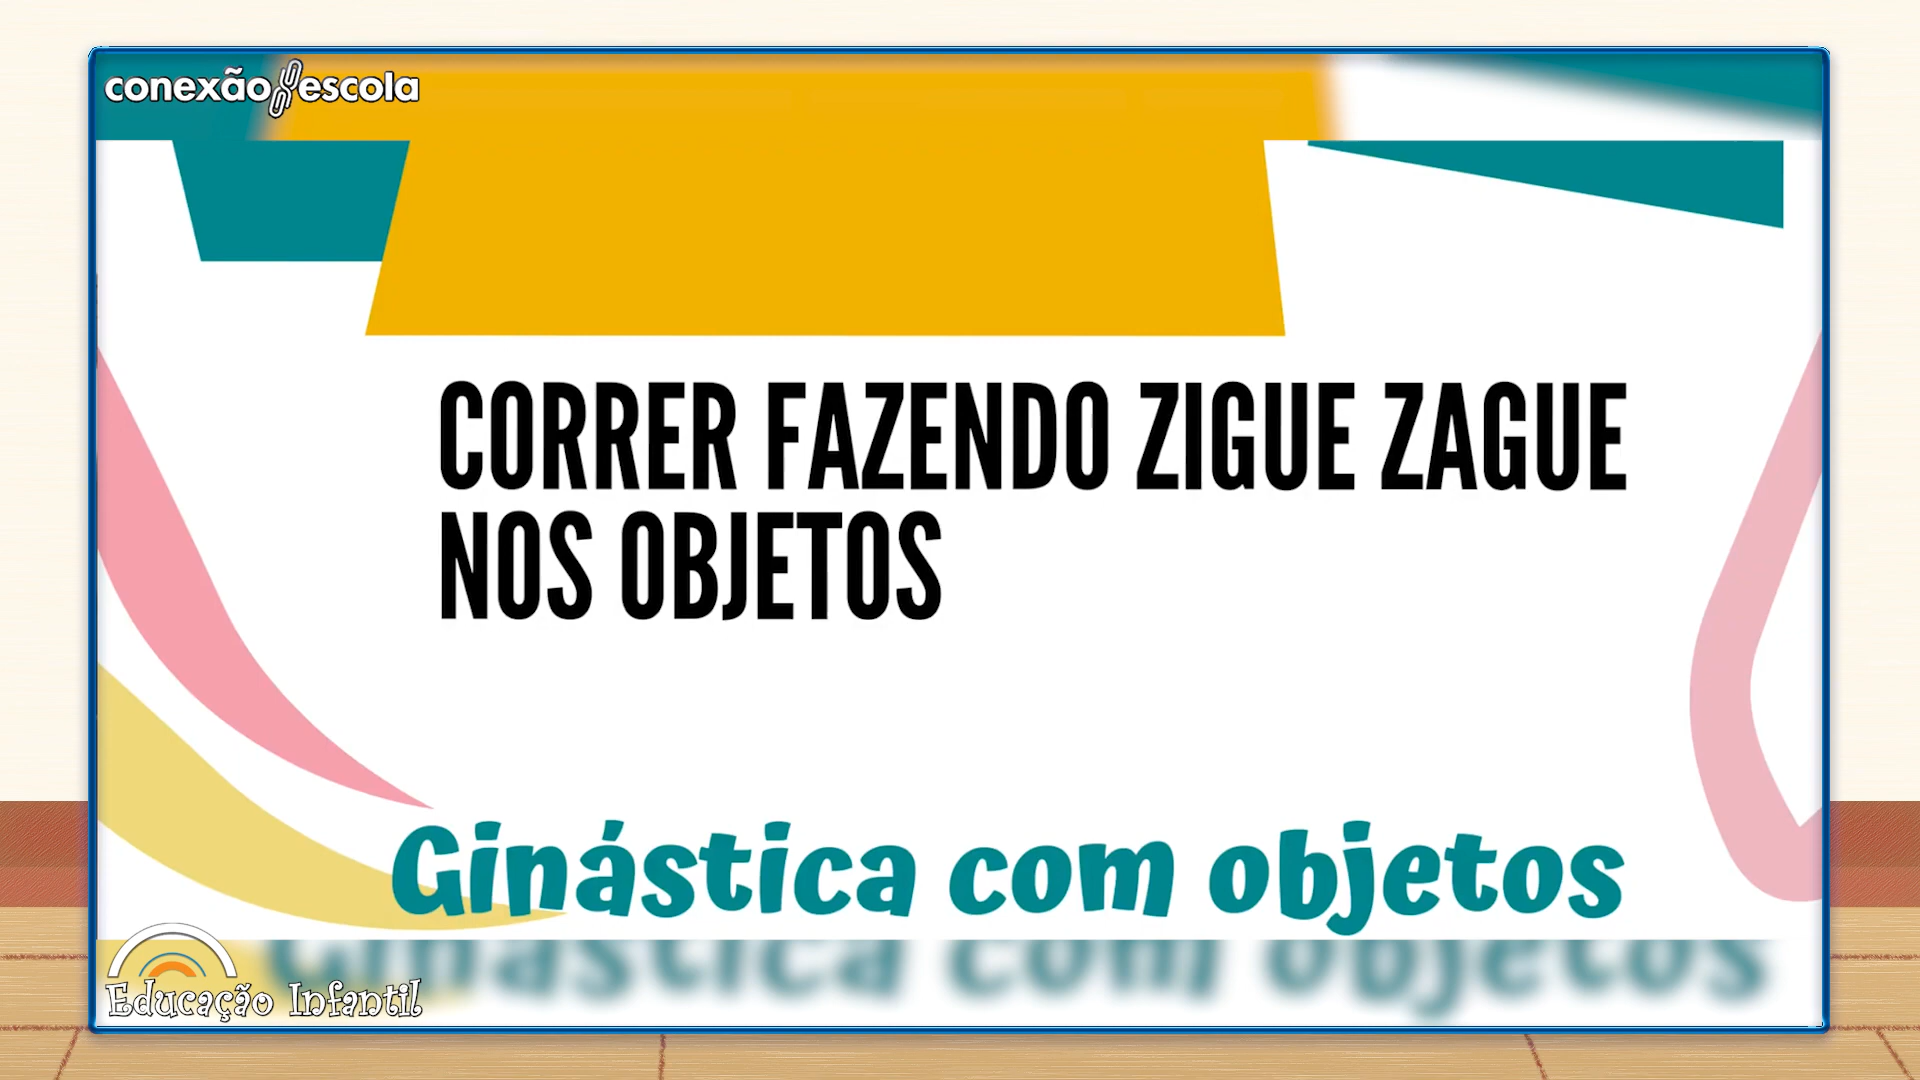 conexão escola
CORRER FAZENDO ZIGUE ZAGUE
NOS OBJETOS
Ginástica com objetos
Educação Infantil